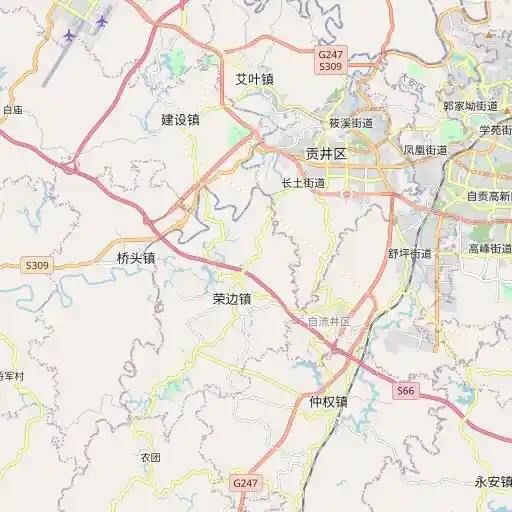 G247
S309
艾叶镇
大安区
郭家坳街道
白庙
建设镇
筱溪街道
学苑街
贡井区
凤凰街道
长土街道
自贡高新
舒坪街道
高峰街道
桥头镇
S309
荣边镇
自流井区
军村
S66
仲权镇
农团
G247
永安镇